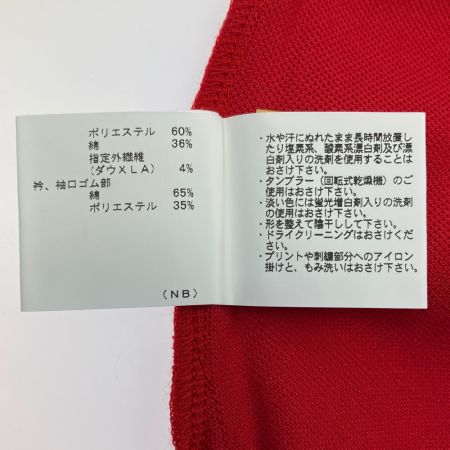 ポリエステル 60%
綿 36%
指定外繊維
(ダウXLA) 4%
衿、袖口ゴム部
綿 65%
ポリエステル 35%
(NB)
・水や汗にぬれたまま長時間放置し
たり塩素系、酸素系漂白剤及び漂
白剤入りの洗剤を使用することは
おさけ下さい。
・タンブラー(回転式乾燥機)のご
使用はおさけ下さい。
・淡い色には蛍光増白剤入りの洗剤
の使用はおさけ下さい。
・形を整えて陰干しして下さい。
・ドライクリーニングはおさけくださ
い。
・プリントや刺繍部分へのアイロン
掛けと、もみ洗いはおさけ下さい。